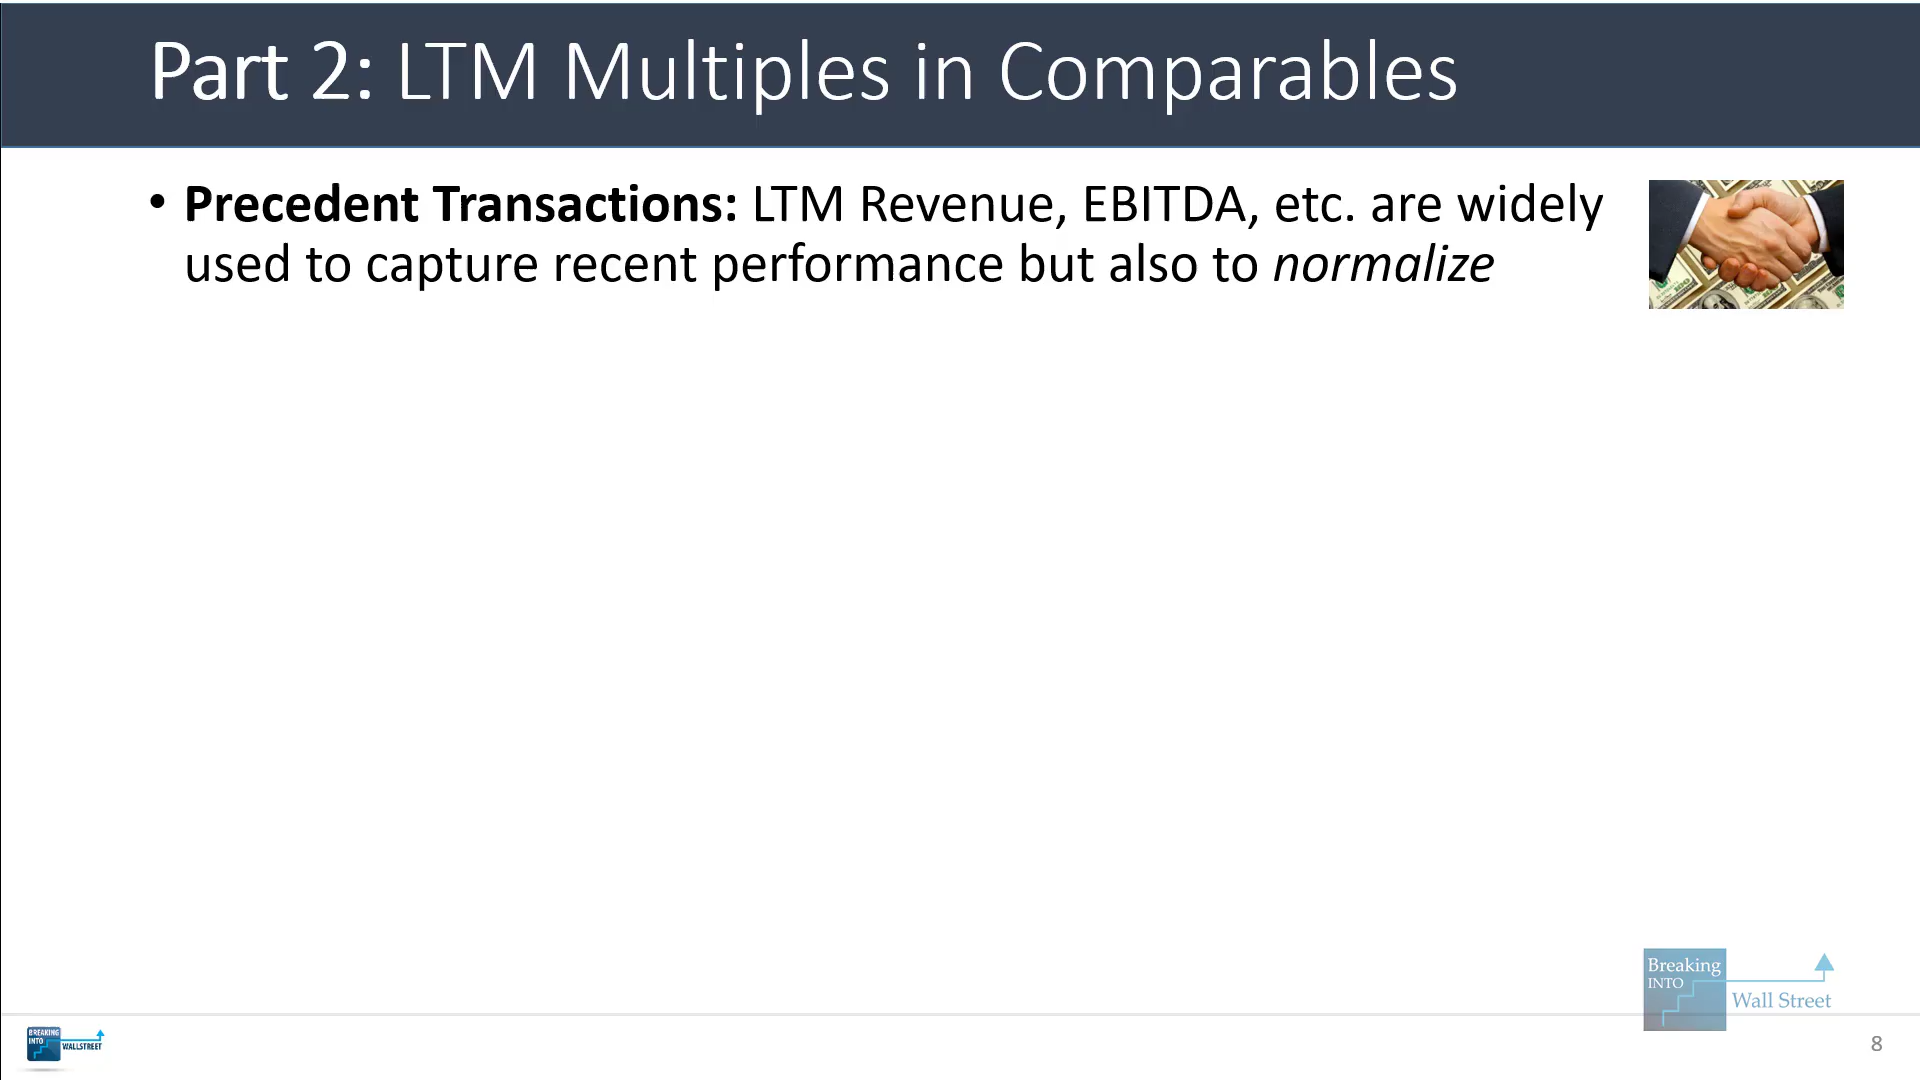 Part 2: LTM Multiples in Comparables
• Precedent Transactions: LTM Revenue, EBITDA, etc. are widely
used to capture recent performance but also to normalize
Breaking
INTO
Wall Street
BREAKING
INTO
WALLSTREET
8